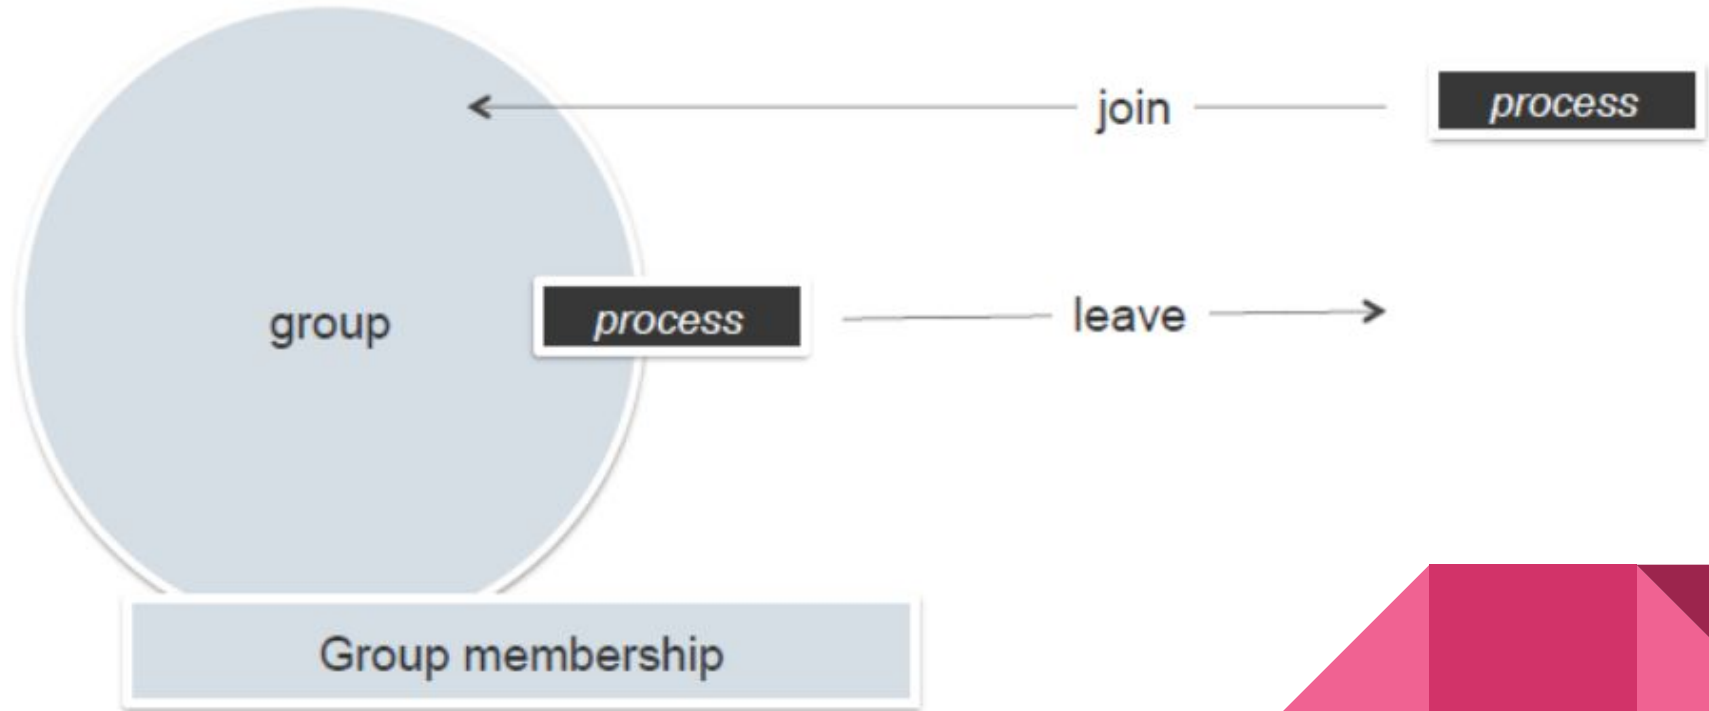 join
process
group
process
leave
Group membership